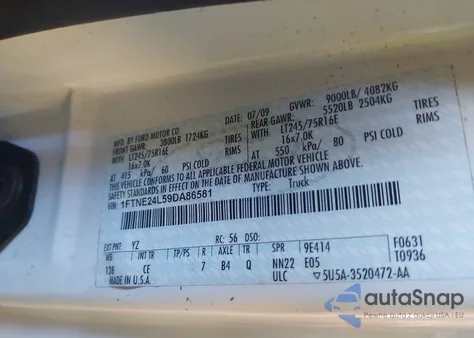 MFD. BY FORD MOTOR CO.
07/09 GVWR: 9000LB/ 4082KG
FRONT GAWR: 3800LB 1724KG REAR GAWR: 5520LB 2504KG
WITH LT245/75R16E TIRES WITH LT245/75R16E TIRES
16x7.0K RIMS 16x7.0K RIMS
AT 415 kPa/ 60 PSI COLD AT 550 kPa/ 80 PSI COLD
THIS VEHICLE CONFORMS TO ALL APPLICABLE FEDERAL MOTOR VEHICLE
SAFETY STANDARDS IN EFFECT ON THE DATE OF MANUFACTURE SHOWN ABOVE.
VIN: 1FTNE24L59DA86581
TYPE: Truck
F0631
T0936
EXT PNT: YZ RC: 56 DSO:
WB INT TR TP/PS R AXLE TR SPR 9E414
138 CE 7 B4 Q NN22 E05
MADE IN U.S.A. ULC 5U5A-3520472-AA
autoSnap